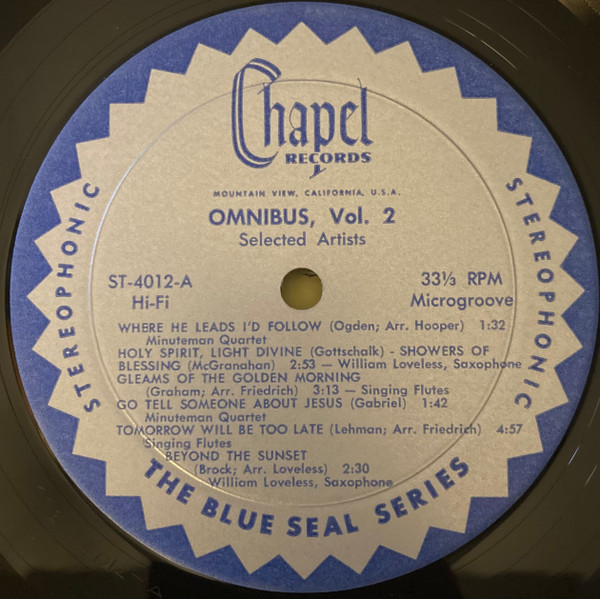 Chapel
RECORDS
MOUNTAIN VIEW, CALIFORNIA, U.S.A.
OMNIBUS, Vol. 2
Selected Artists
ST-4012-A
Hi-Fi
33⅓ RPM
Microgroove
STEREOPHONIC
STEREOPHONIC
WHERE HE LEADS I'D FOLLOW (Ogden; Arr. Hooper) 1:32
Minuteman Quartet
HOLY SPIRIT, LIGHT DIVINE (Gottschalk) - SHOWERS OF
BLESSING (McGranahan) 2:53 — William Loveless, Saxophone
GLEAMS OF THE GOLDEN MORNING
(Graham; Arr. Friedrich) 3:13 — Singing Flutes
GO TELL SOMEONE ABOUT JESUS (Gabriel) 1:42
Minuteman Quartet
TOMORROW WILL BE TOO LATE (Lehman; Arr. Friedrich) 4:57
Singing Flutes
BEYOND THE SUNSET
(Brock; Arr. Loveless) 2:30
William Loveless, Saxophone
THE BLUE SEAL SERIES